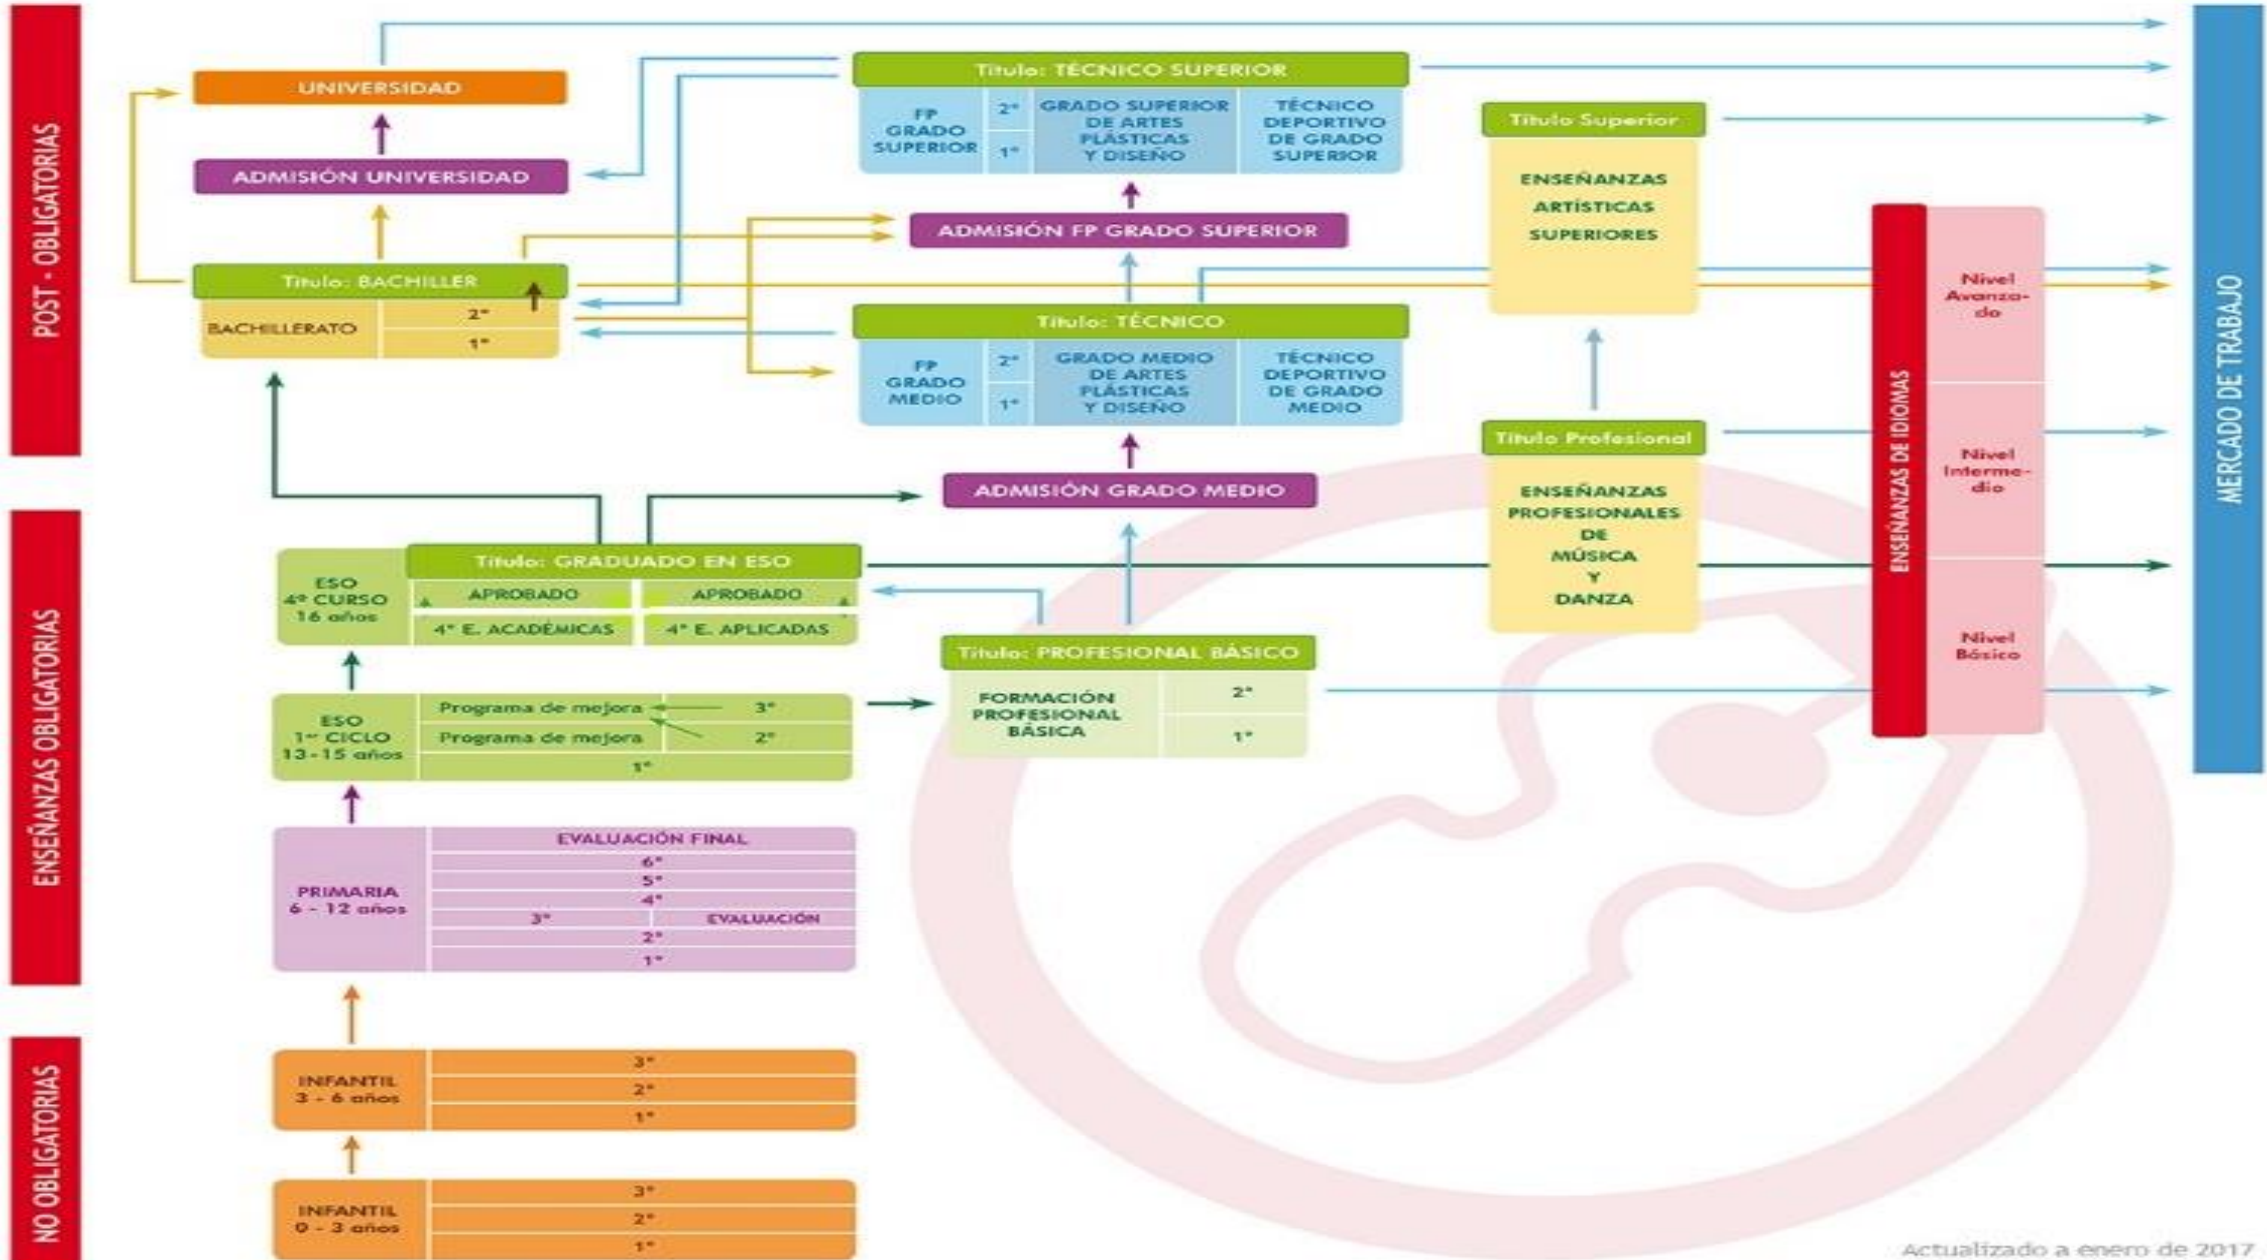 POST - OBLIGATORIAS
UNIVERSIDAD
ADMISIÓN UNIVERSIDAD
Título: BACHILLER
BACHILLERATO
2º
1º
Título: TÉCNICO SUPERIOR
FP
GRADO
SUPERIOR
2º
1º
GRADO SUPERIOR
DE ARTES
PLÁSTICAS
Y DISEÑO
TÉCNICO
DEPORTIVO
DE GRADO
SUPERIOR
ADMISIÓN FP GRADO SUPERIOR
Título: TÉCNICO
FP
GRADO
MEDIO
2º
1º
GRADO MEDIO
DE ARTES
PLÁSTICAS
Y DISEÑO
TÉCNICO
DEPORTIVO
DE GRADO
MEDIO
ADMISIÓN GRADO MEDIO
Título Superior
ENSEÑANZAS
ARTÍSTICAS
SUPERIORES
Título Profesional
ENSEÑANZAS
PROFESIONALES
DE
MÚSICA
Y
DANZA
ENSEÑANZAS DE IDIOMAS
Nivel
Avanza-
do
Nivel
Interme-
dio
Nivel
Básico
MERCADO DE TRABAJO
ENSEÑANZAS OBLIGATORIAS
ESO
4º CURSO
16 años
Título: GRADUADO EN ESO
APROBADO
APROBADO
4º E. ACADÉMICAS
4º E. APLICADAS
ESO
1er CICLO
13-15 años
Programa de mejora
3º
Programa de mejora
2º
1º
Título: PROFESIONAL BÁSICO
FORMACIÓN
PROFESIONAL
BÁSICA
2º
1º
PRIMARIA
6 - 12 años
EVALUACIÓN FINAL
6º
5º
4º
3º
EVALUACIÓN
2º
1º
NO OBLIGATORIAS
INFANTIL
3 - 6 años
3º
2º
1º
INFANTIL
0 - 3 años
3º
2º
1º
Actualizado a enero de 2017